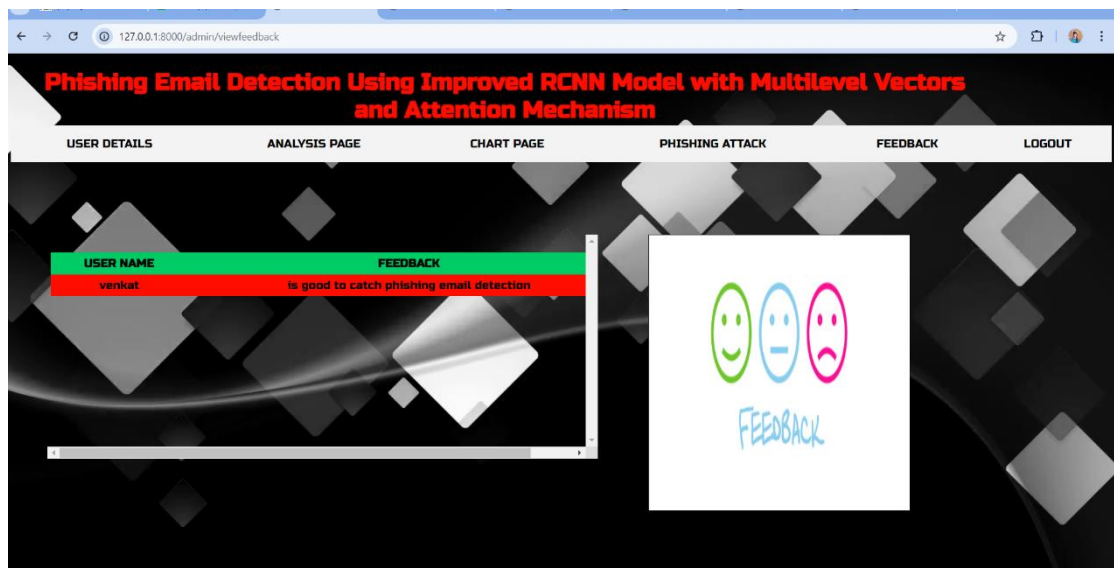 127.0.0.1:8000/admin/viewfeedback
Phishing Email Detection Using Improved RCNN Model with Multilevel Vectors
and Attention Mechanism
USER DETAILS ANALYSIS PAGE CHART PAGE PHISHING ATTACK FEEDBACK LOGOUT
USER NAME FEEDBACK
venkat is good to catch phishing email detection
FEEDBACK